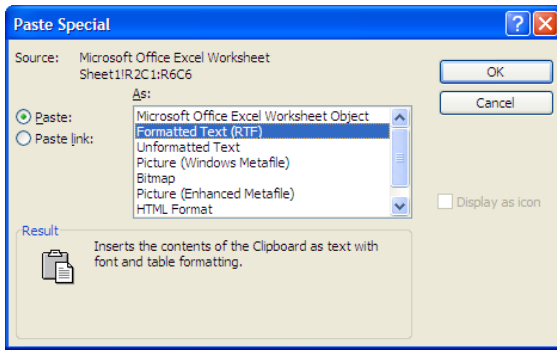 Paste Special
Source: Microsoft Office Excel Worksheet
Sheet1!R2C1:R6C6
As:
Paste:
Paste link:
Microsoft Office Excel Worksheet Object
Formatted Text (RTF)
Unformatted Text
Picture (Windows Metafile)
Bitmap
Picture (Enhanced Metafile)
HTML Format
OK
Cancel
Display as icon
Result
Inserts the contents of the Clipboard as text with
font and table formatting.